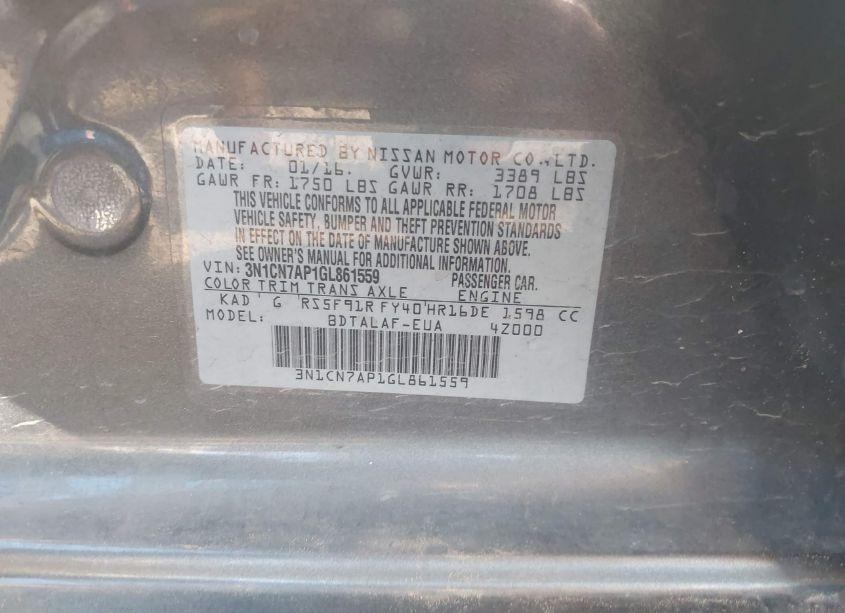 MANUFACTURED BY NISSAN MOTOR CO.,LTD.
DATE: 01/16. GVWR: 3389 LBS
GAWR FR: 1750 LBS GAWR RR: 1708 LBS
THIS VEHICLE CONFORMS TO ALL APPLICABLE FEDERAL MOTOR
VEHICLE SAFETY, BUMPER AND THEFT PREVENTION STANDARDS
IN EFFECT ON THE DATE OF MANUFACTURE SHOWN ABOVE.
SEE OWNER'S MANUAL FOR ADDITIONAL INFORMATION.
VIN: 3N1CN7AP1GL861559 PASSENGER CAR.
COLOR TRIM TRANS AXLE ENGINE
KAD ' G 'RS5F91R FY40'HR16DE 1598 CC
MODEL: BDTALAF-EUA 4Z000
3N1CN7AP1GL861559